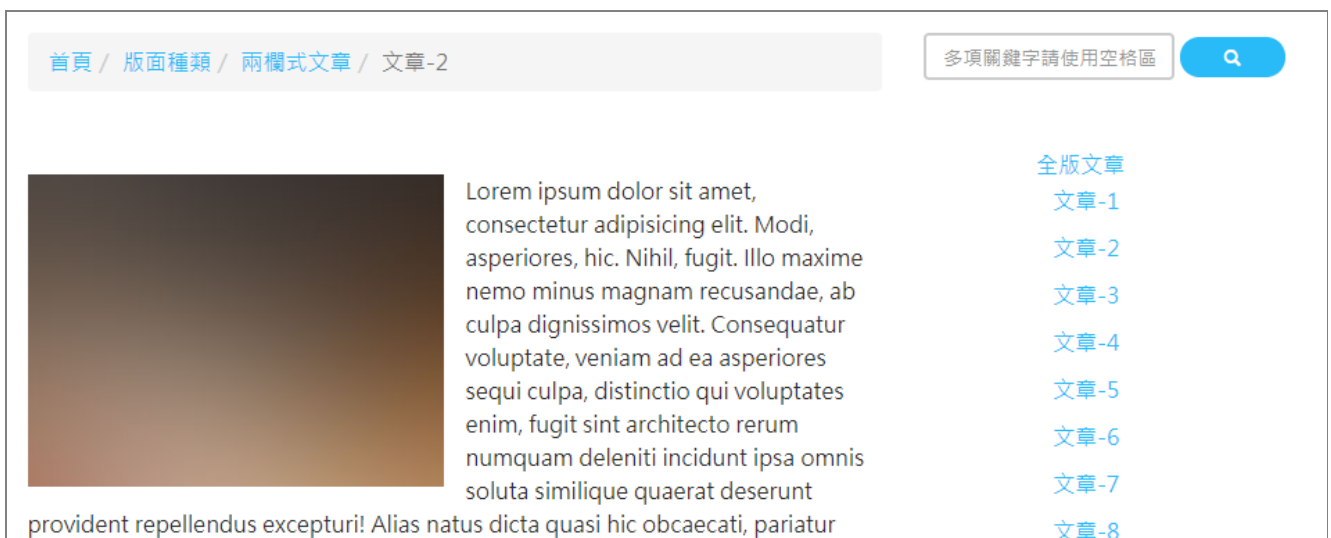 首頁 / 版面種類 / 兩欄式文章 / 文章-2
多項關鍵字請使用空格區
Lorem ipsum dolor sit amet,
consectetur adipisicing elit. Modi,
asperiores, hic. Nihil, fugit. Illo maxime
nemo minus magnam recusandae, ab
culpa dignissimos velit. Consequatur
voluptate, veniam ad ea asperiores
sequi culpa, distinctio qui voluptates
enim, fugit sint architecto rerum
numquam deleniti incidunt ipsa omnis
soluta similique quaerat deserunt
provident repellendus excepturi! Alias natus dicta quasi hic obcaecati, pariatur
全版文章
文章-1
文章-2
文章-3
文章-4
文章-5
文章-6
文章-7
文章-8